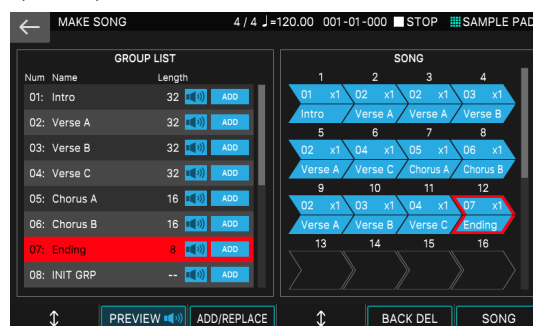 MAKE SONG 4 / 4 ♩=120.00 001-01-000 STOP SAMPLE PAD
GROUP LIST
Num Name Length
01: Intro 32 ADD
02: Verse A 32 ADD
03: Verse B 32 ADD
04: Verse C 32 ADD
05: Chorus A 16 ADD
06: Chorus B 16 ADD
07: Ending 8 ADD
08: INIT GRP -- ADD
SONG
1 2 3 4
01 x1 02 x1 02 x1 03 x1
Intro Verse A Verse A Verse B
5 6 7 8
02 x1 04 x1 05 x1 06 x1
Verse A Verse C Chorus A Chorus B
9 10 11 12
02 x1 03 x1 04 x1 07 x1
Verse A Verse B Verse C Ending
13 14 15 16
PREVIEW ADD/REPLACE BACK DEL SONG